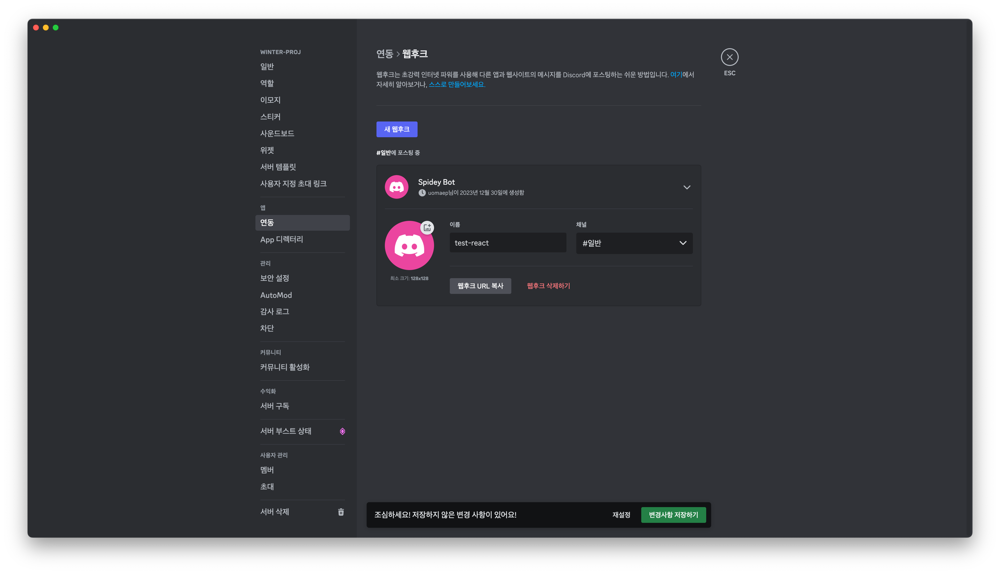 WINTER-PROJ
일반
역할
이모지
스티커
사운드보드
위젯
서버 템플릿
사용자 지정 초대 링크
앱
연동
App 디렉터리
관리
보안 설정
AutoMod
감사 로그
차단
커뮤니티
커뮤니티 활성화
수익화
서버 구독
서버 부스트 상태
사용자 관리
멤버
초대
서버 삭제
연동 > 웹후크
웹후크는 초강력 인터넷 파워를 사용해 다른 앱과 웹사이트의 메시지를 Discord에 포스팅하는 쉬운 방법입니다. 여기에서
자세히 알아보거나, 스스로 만들어보세요.
ESC
새 웹후크
#일반에 포스팅 중
Spidey Bot
uomaep님이 2023년 12월 30일에 생성함
이름
채널
test-react
#일반
최소 크기: 128x128
웹후크 URL 복사
웹후크 삭제하기
조심하세요! 저장하지 않은 변경 사항이 있어요!
재설정
변경사항 저장하기